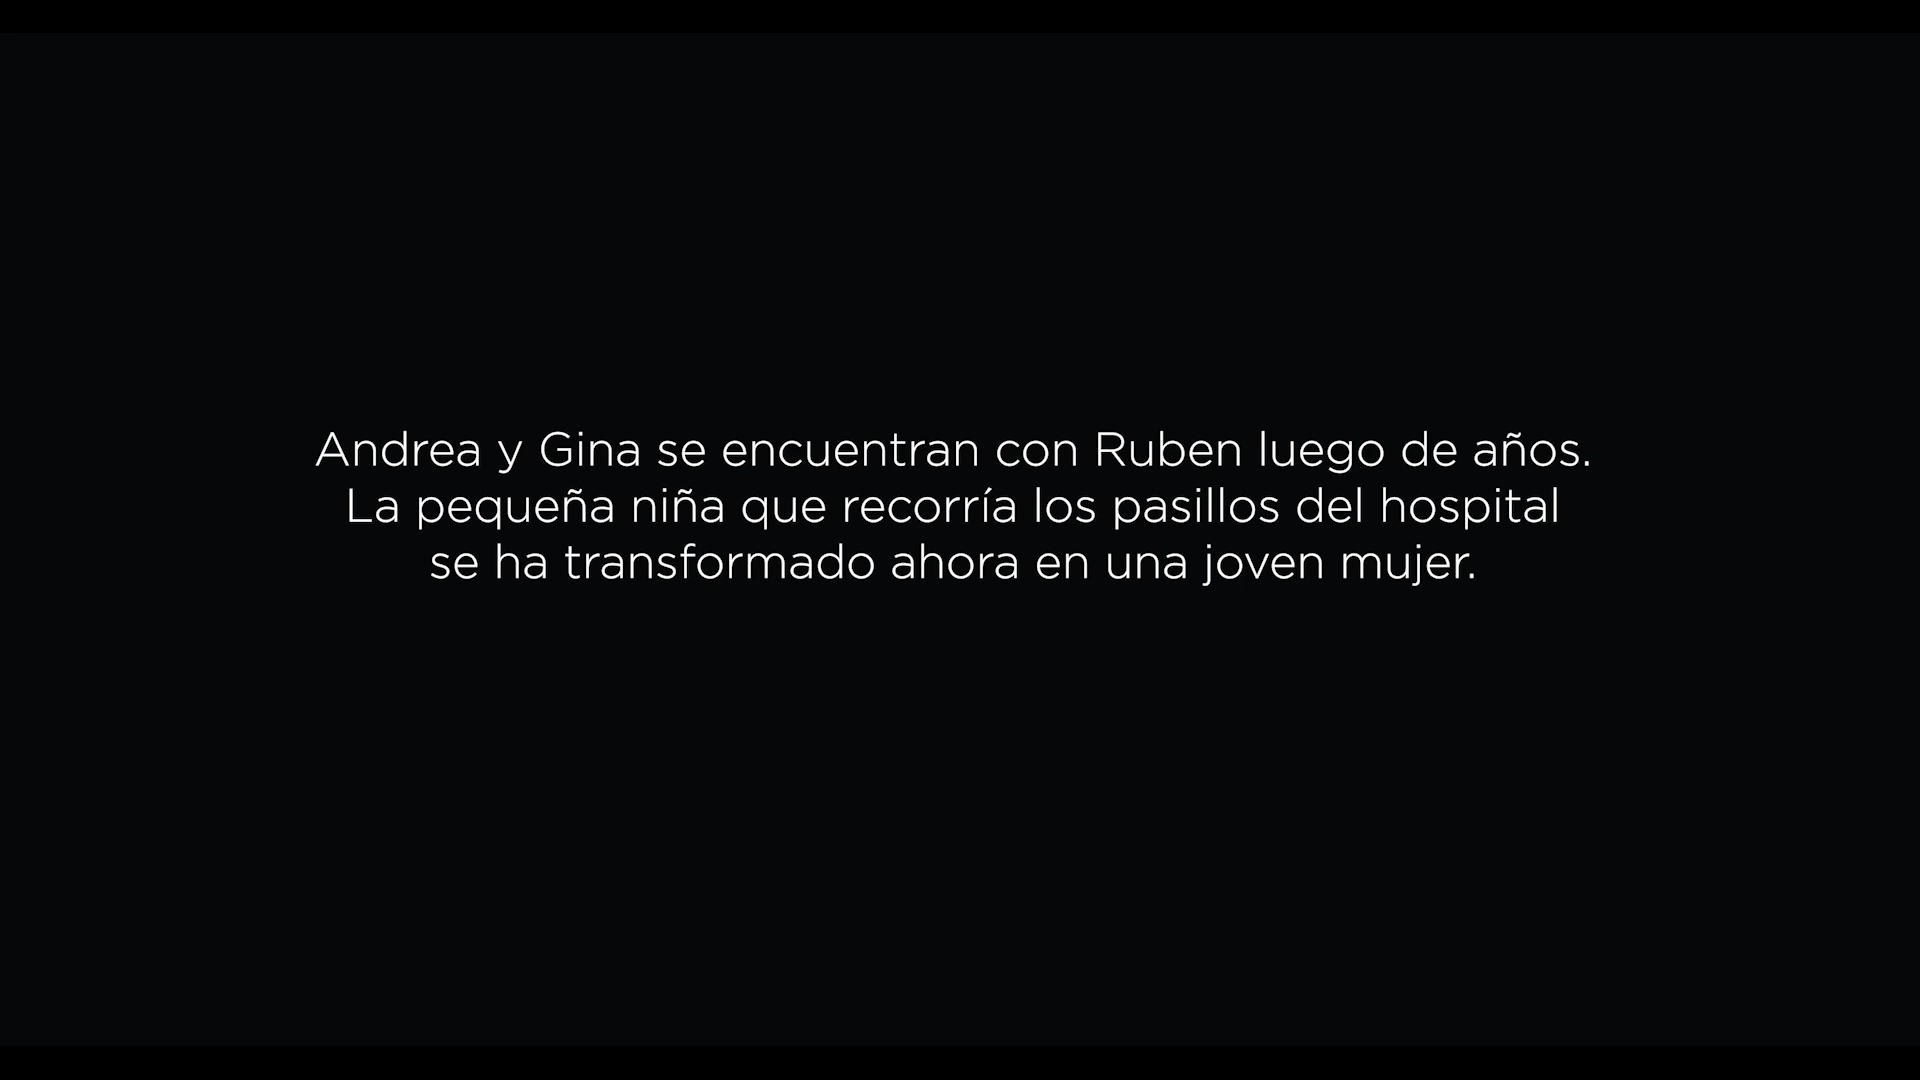 Andrea y Gina se encuentran con Ruben luego de años.
La pequeña niña que recorría los pasillos del hospital
se ha transformado ahora en una joven mujer.